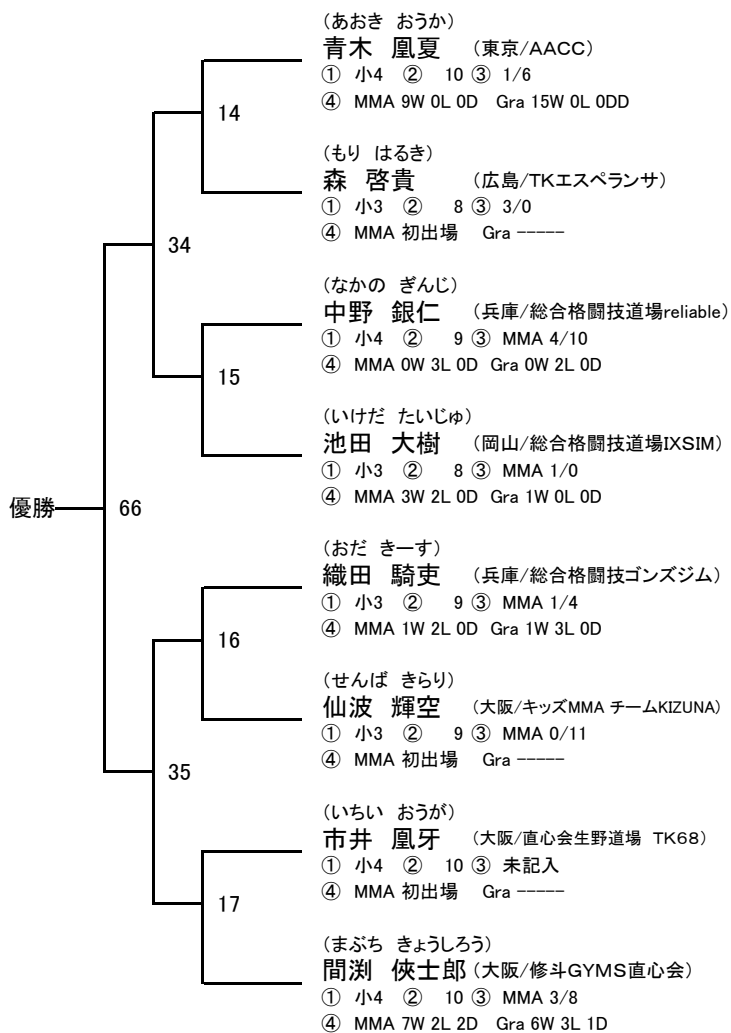 (あおき おうか)
青木 凰夏 (東京/AACC)
① 小4 ② 10 ③ 1/6
④ MMA 9W 0L 0D Gra 15W 0L 0DD
14
(もり はるき)
森 啓貴 (広島/TKエスペランサ)
① 小3 ② 8 ③ 3/0
④ MMA 初出場 Gra -----
34
(なかの ぎんじ)
中野 銀仁 (兵庫/総合格闘技道場reliable)
① 小4 ② 9 ③ MMA 4/10
④ MMA 0W 3L 0D Gra 0W 2L 0D
15
(いけだ たいじゅ)
池田 大樹 (岡山/総合格闘技道場IXSIM)
① 小3 ② 8 ③ MMA 1/0
④ MMA 3W 2L 0D Gra 1W 0L 0D
優勝 66
(おだ きーす)
織田 騎吏 (兵庫/総合格闘技ゴンズジム)
① 小3 ② 9 ③ MMA 1/4
④ MMA 1W 2L 0D Gra 1W 3L 0D
16
(せんば きらり)
仙波 輝空 (大阪/キッズMMA チームKIZUNA)
① 小3 ② 9 ③ MMA 0/11
④ MMA 初出場 Gra -----
35
(いちい おうが)
市井 凰牙 (大阪/直心会生野道場 TK68)
① 小4 ② 10 ③ 未記入
④ MMA 初出場 Gra -----
17
(まぶち きょうしろう)
間渕 俠士郎 (大阪/修斗GYMS直心会)
① 小4 ② 10 ③ MMA 3/8
④ MMA 7W 2L 2D Gra 6W 3L 1D